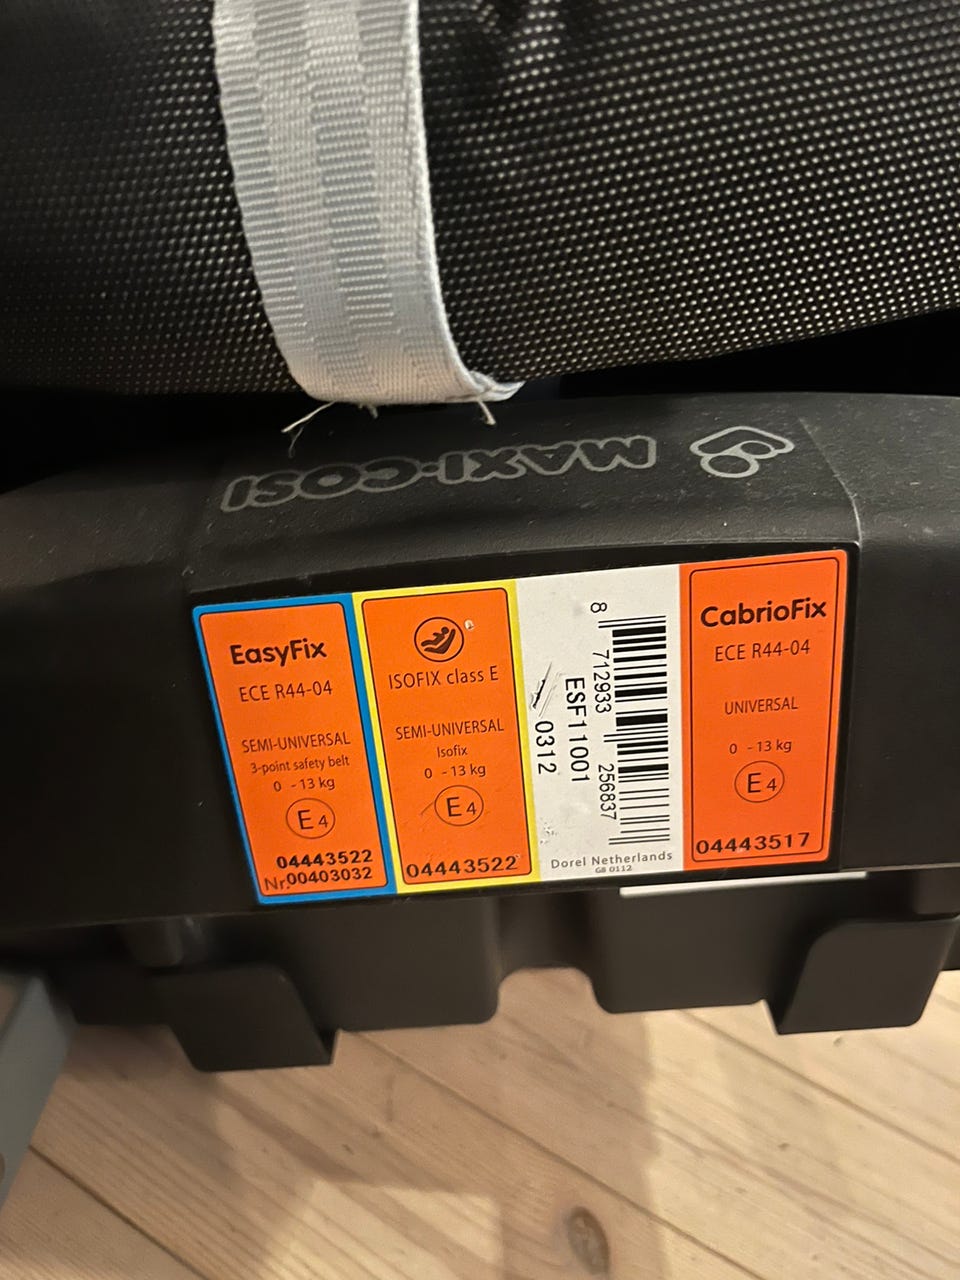 MAXI-COSI
EasyFix
ECE R44-04
SEMI-UNIVERSAL
3-point safety belt
0 - 13 kg
E4
04443522
Nr.00403032
ISOFIX class E
SEMI-UNIVERSAL
Isofix
0 - 13 kg
E4
04443522
8 712933 256837
ESF11001
0312
Dorel Netherlands
GB 0112
CabrioFix
ECE R44-04
UNIVERSAL
0 - 13 kg
E4
04443517